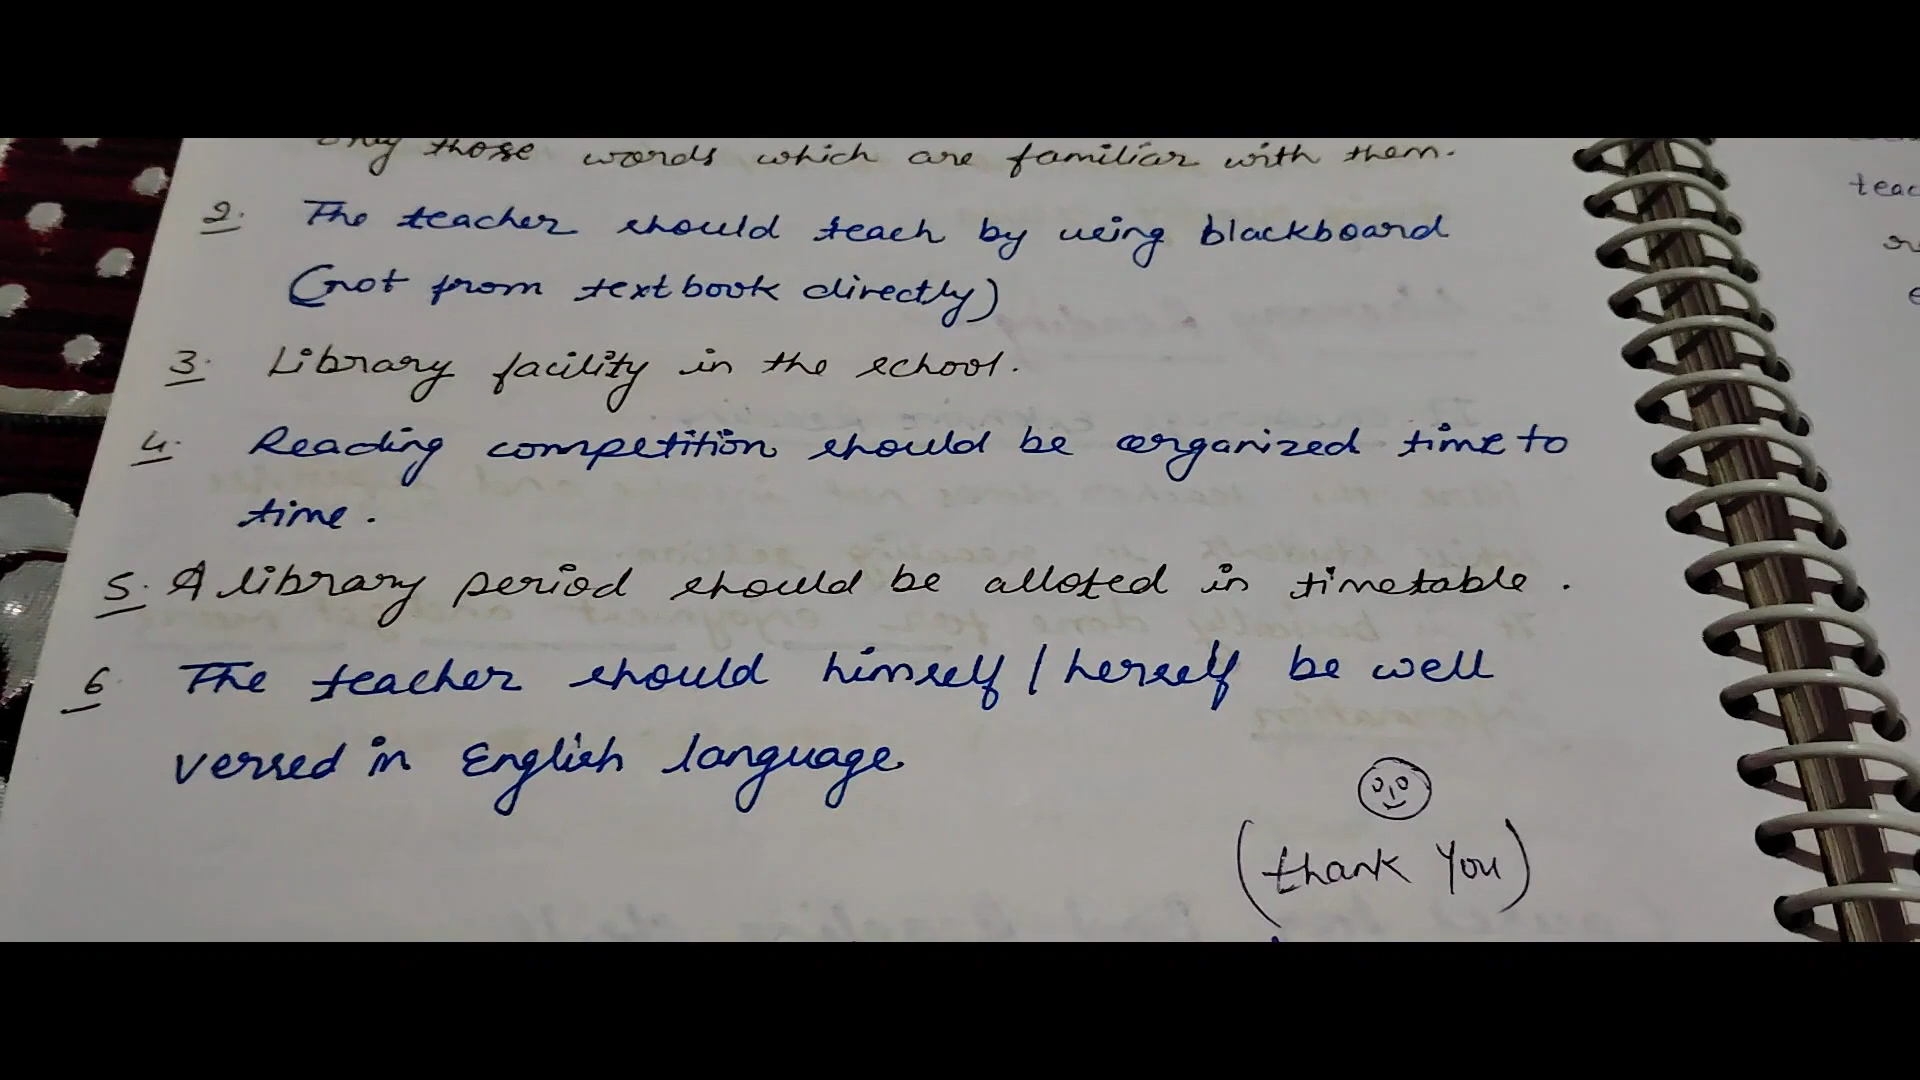 only those words which are familiar with them.
2. The teacher should teach by using blackboard
(not from textbook directly)
3. Library facility in the school.
4. Reading competition should be organized time to
time.
5. A library period should be alloted in timetable.
6. The teacher should himself / herself be well
versed in English language
(thank you)
teac